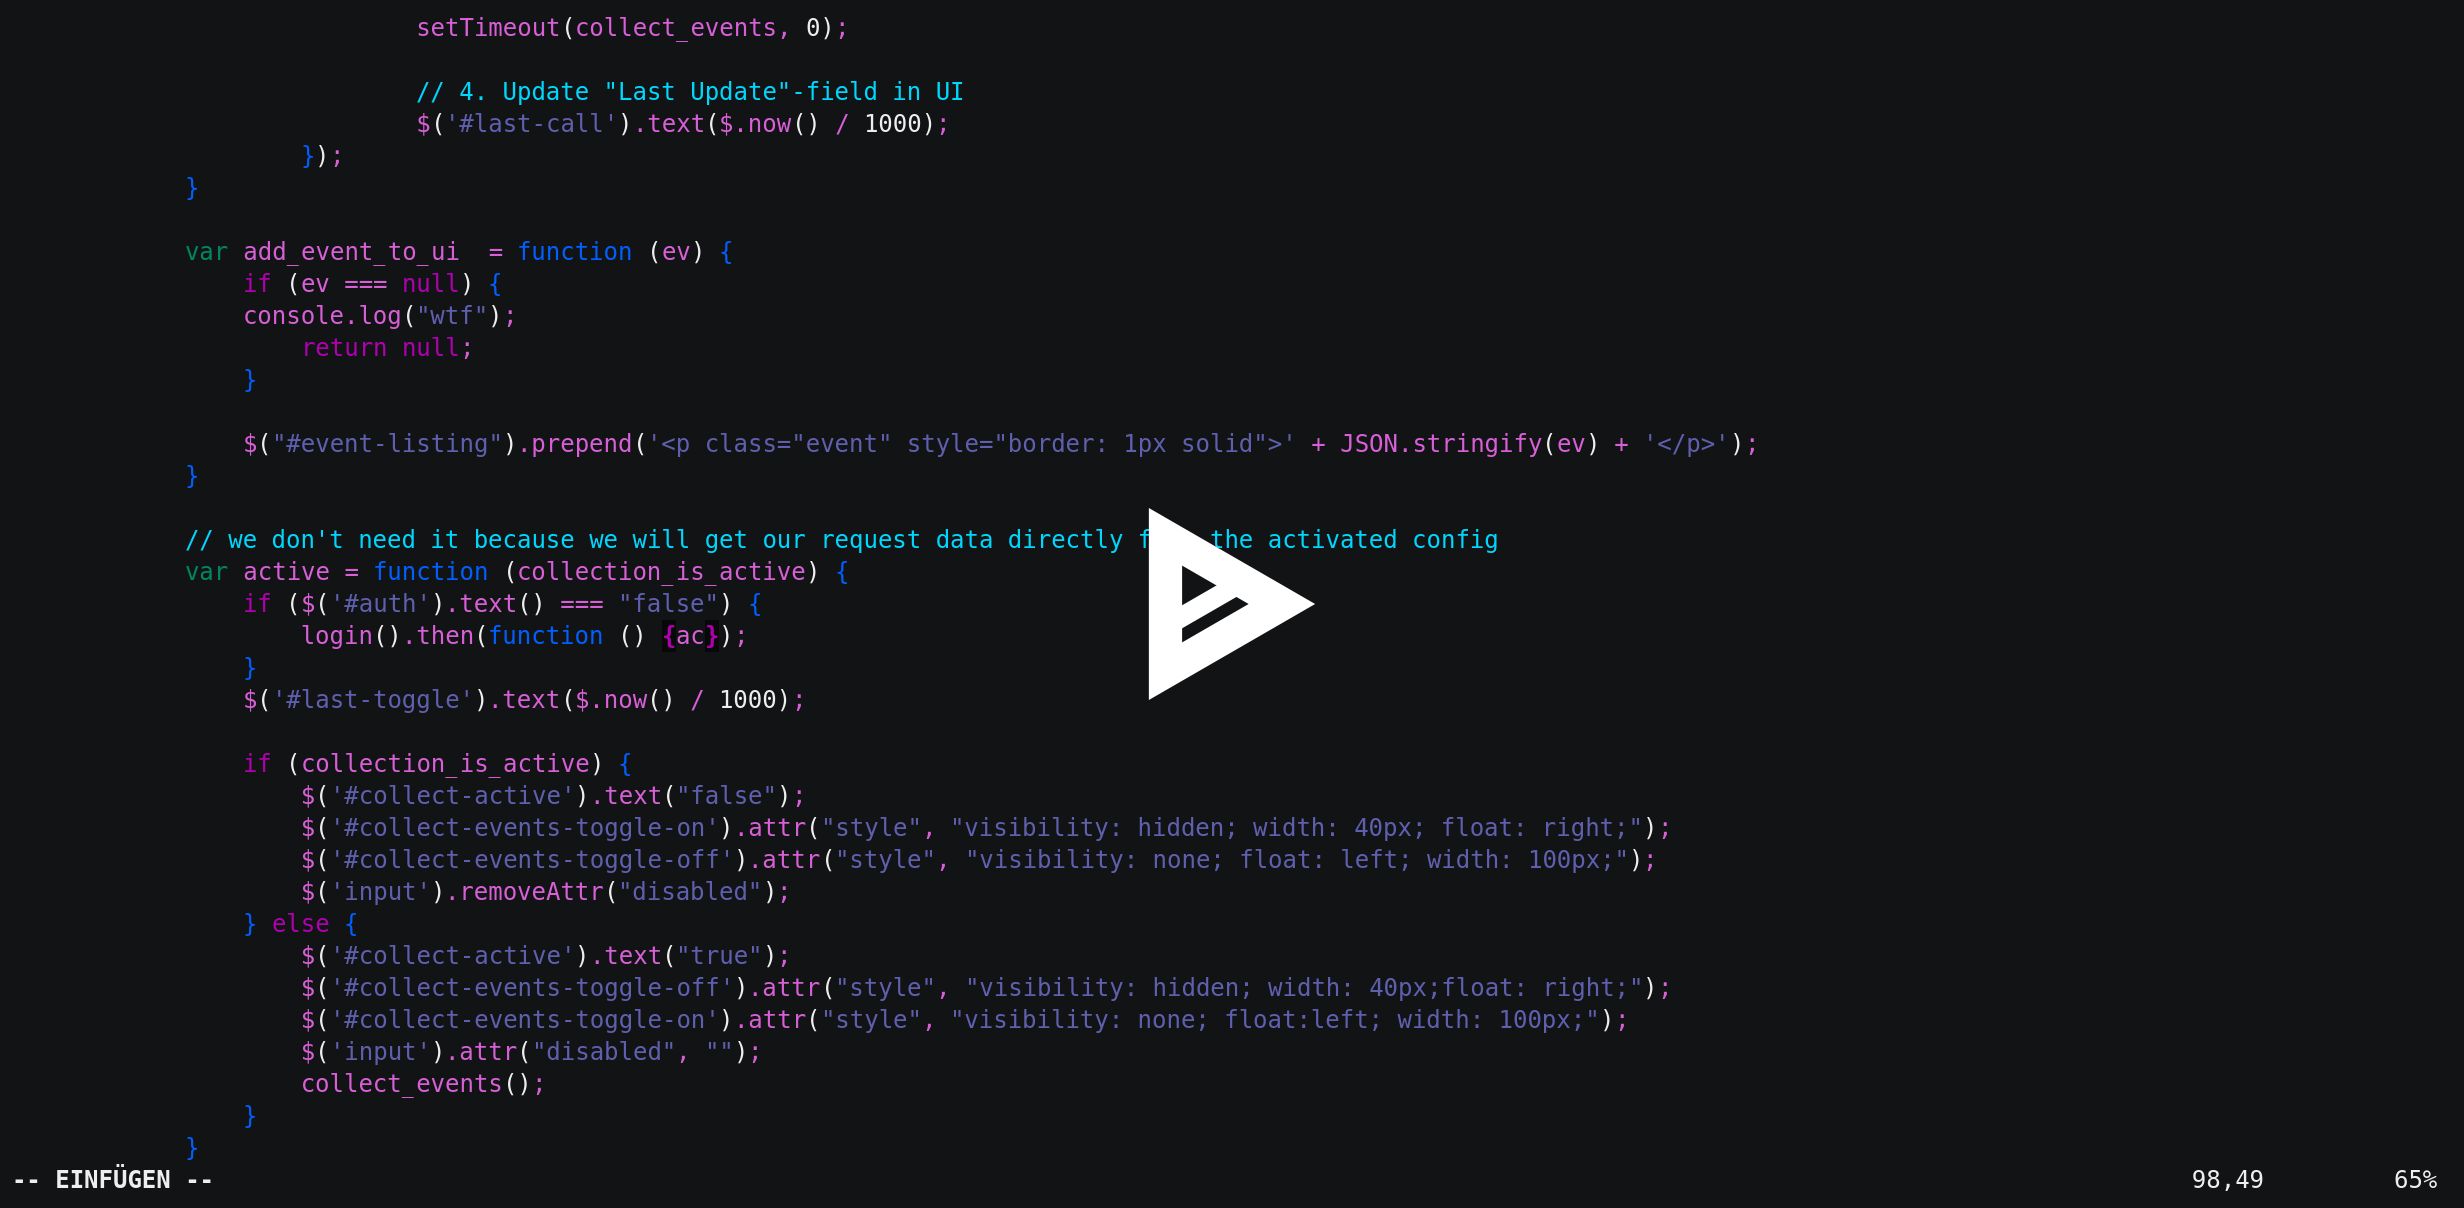 setTimeout(collect_events, 0);
// 4. Update "Last Update"-field in UI
$('#last-call').text($.now() / 1000);
});
}
var add_event_to_ui  = function (ev) {
if (ev === null) {
console.log("wtf");
return null;
}
$("#event-listing").prepend('<p class="event" style="border: 1px solid">' + JSON.stringify(ev) + '</p>');
}
// we don't need it because we will get our request data directly the activated config
var active = function (collection_is_active) {
if ($('#auth').text() === "false") {
login().then(function () {ac});
}
$('#last-toggle').text($.now() / 1000);
if (collection_is_active) {
$('#collect-active').text("false");
$('#collect-events-toggle-on').attr("style", "visibility: hidden; width: 40px; float: right;");
$('#collect-events-toggle-off').attr("style", "visibility: none; float: left; width: 100px;");
$('input').removeAttr("disabled");
} else {
$('#collect-active').text("true");
$('#collect-events-toggle-off').attr("style", "visibility: hidden; width: 40px;float: right;");
$('#collect-events-toggle-on').attr("style", "visibility: none; float:left; width: 100px;");
$('input').attr("disabled", "");
collect_events();
}
}
-- EINFÜGEN -- 98,49 65%